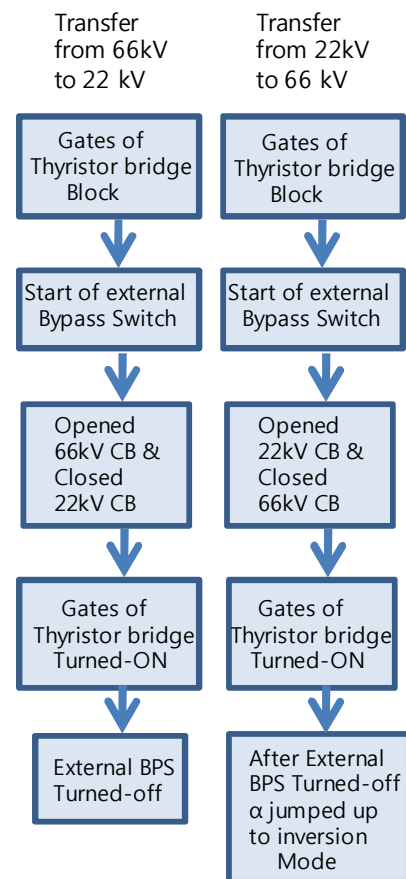 Transfer
from 66kV
to 22 kV
Gates of
Thyristor bridge
Block
Start of external
Bypass Switch
Opened
66kV CB &
Closed
22kV CB
Gates of
Thyristor bridge
Turned-ON
External BPS
Turned-off
Transfer
from 22kV
to 66 kV
Gates of
Thyristor bridge
Block
Start of external
Bypass Switch
Opened
22kV CB &
Closed
66kV CB
Gates of
Thyristor bridge
Turned-ON
After External
BPS Turned-off
α jumped up
to inversion
Mode